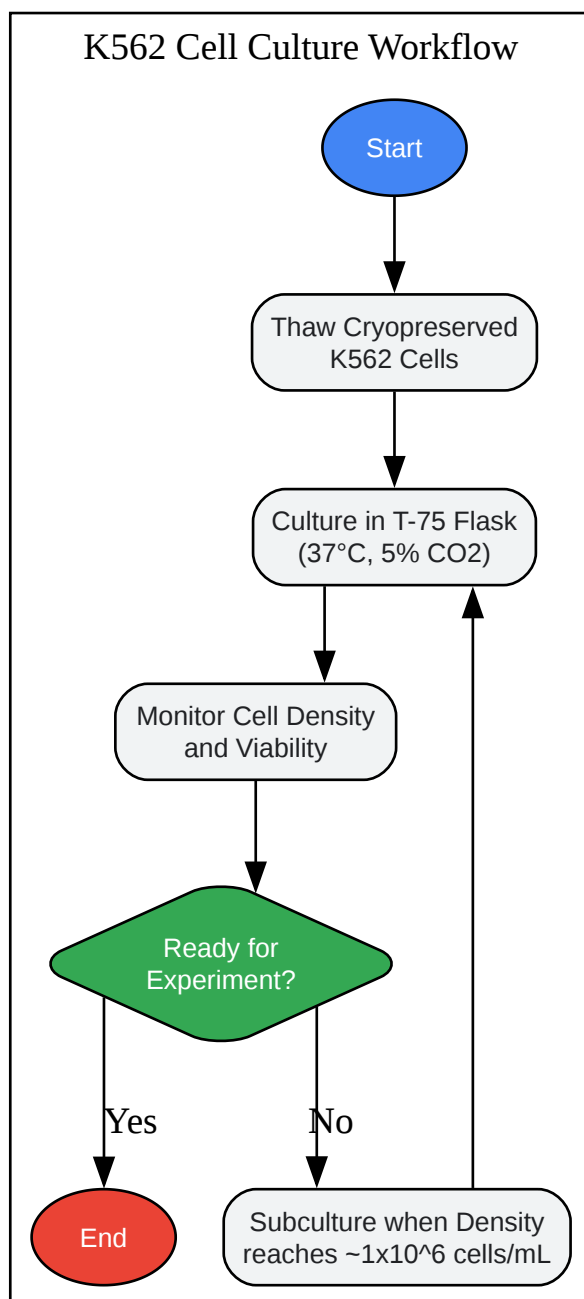 K562 Cell Culture Workflow
Start
Thaw Cryopreserved
K562 Cells
Culture in T-75 Flask
(37°C, 5% CO2)
Monitor Cell Density
and Viability
Ready for
Experiment?
Yes
No
End
Subculture when Density
reaches ~1x10^6 cells/mL